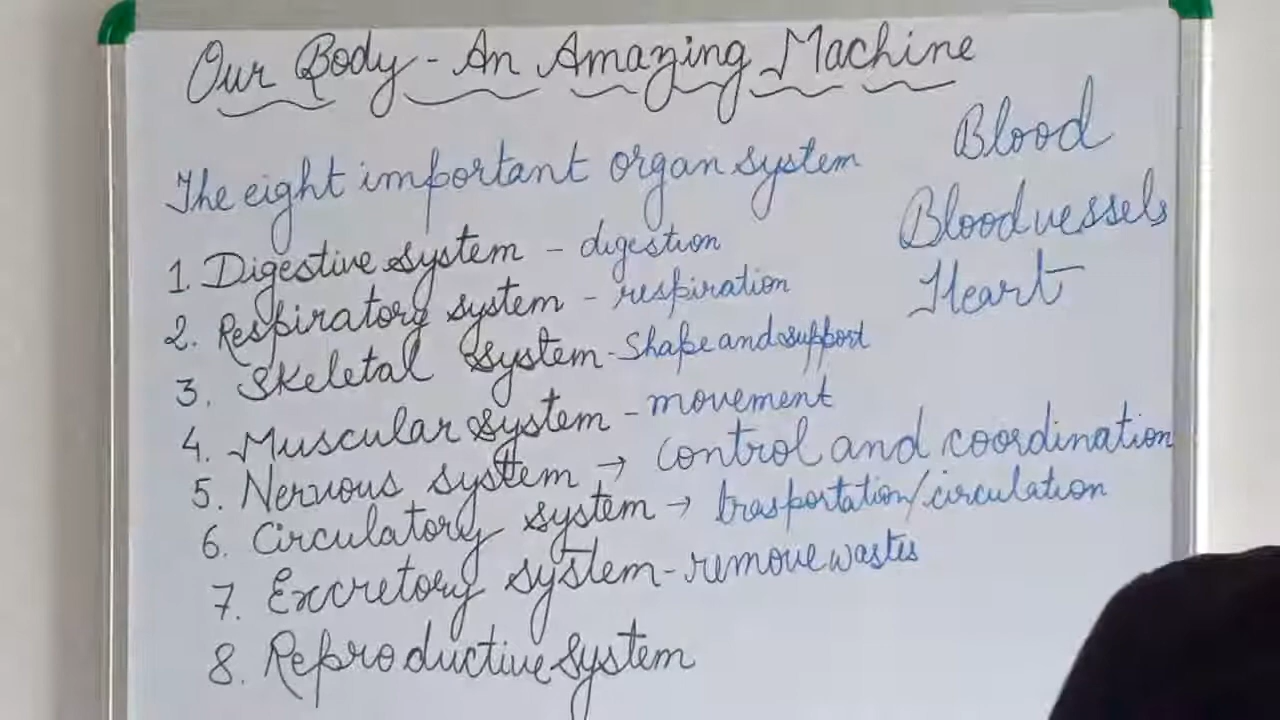 Our Body - An Amazing Machine
The eight important organ system
1. Digestive system - digestion
2. Respiratory system - respiration
3. Skeletal system - Shape and support
4. Muscular system - movement
5. Nervous system → control and coordination
6. Circulatory system → trasportation/circulation
7. Excretory system - remove wastes
8. Reproductive system
Blood
Blood vessels
Heart